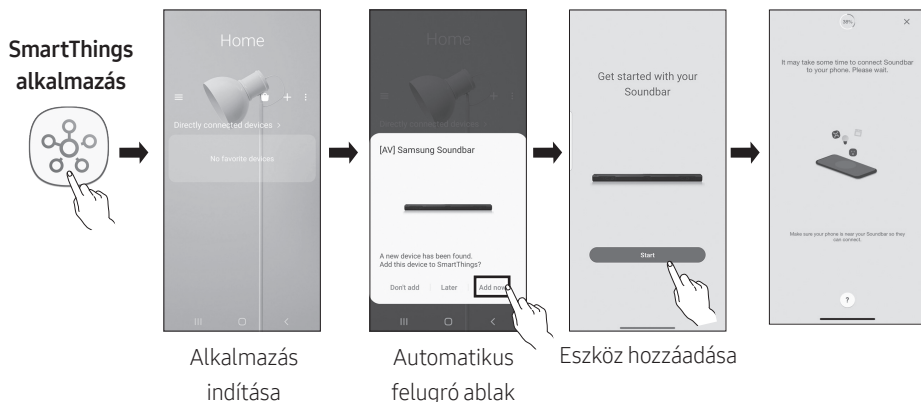 SmartThings
alkalmazás
Home
Directly connected devices >
No favorite devices
Alkalmazás
indítása
Home
Directly connected devices >
[AV] Samsung Soundbar
A new device has been found.
Add this device to SmartThings?
Don't add
Later
Add now
Automatikus
felugró ablak
Get started with your
Soundbar
Start
Eszköz hozzáadása
It may take some time to connect Soundbar
to your phone. Please wait.
Make sure your phone is near your Soundbar so they
can connect.
?